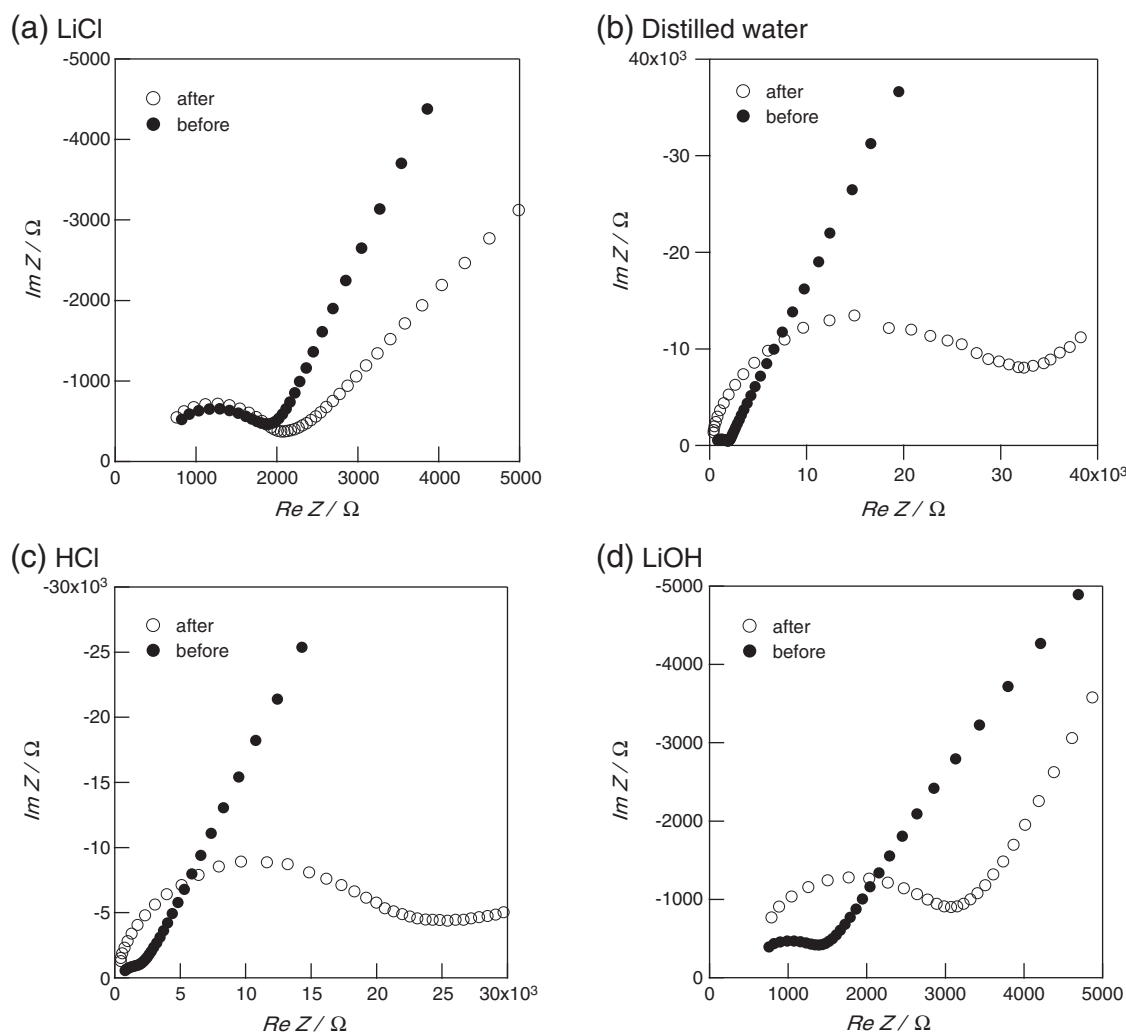 (a) LiCl
-5000
-4000
-3000
-2000
-1000
0
0
1000
2000
3000
4000
5000
Im Z / Ω
Re Z / Ω
after
before
(b) Distilled water
40x10³
-30
-20
-10
0
0
10
20
30
40x10³
Im Z / Ω
Re Z / Ω
after
before
(c) HCl
-30x10³
-25
-20
-15
-10
-5
0
0
5
10
15
20
25
30x10³
Im Z / Ω
Re Z / Ω
after
before
(d) LiOH
-5000
-4000
-3000
-2000
-1000
0
0
1000
2000
3000
4000
5000
Im Z / Ω
Re Z / Ω
after
before